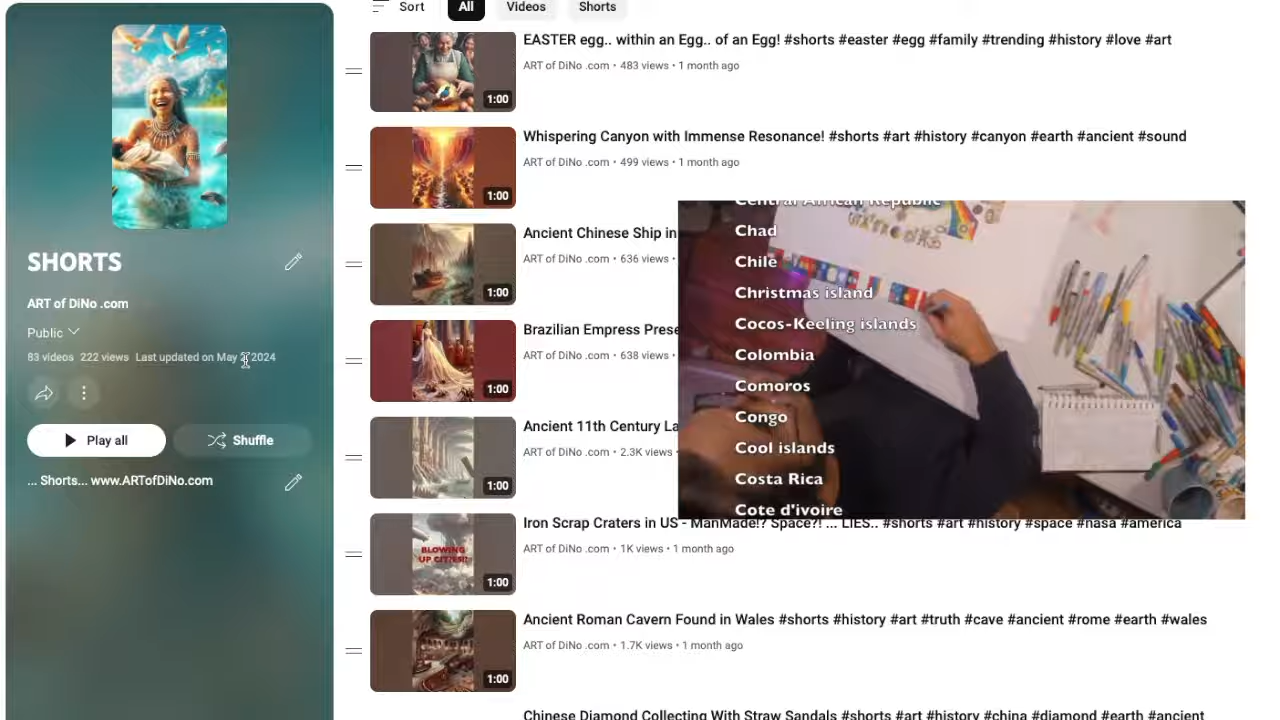 SHORTS
ART of DiNo .com
Public
83 videos 222 views Last updated on May 2024
Play all
Shuffle
... Shorts... www.ARTofDiNo.com
Sort
All
Videos
Shorts
EASTER egg.. within an Egg.. of an Egg! #shorts #easter #egg #family #trending #history #love #art
ART of DiNo .com • 483 views • 1 month ago
1:00
Whispering Canyon with Immense Resonance! #shorts #art #history #canyon #earth #ancient #sound
ART of DiNo .com • 499 views • 1 month ago
1:00
Ancient Chinese Ship in
ART of DiNo .com • 636 views •
1:00
Brazilian Empress Prese
ART of DiNo .com • 638 views •
1:00
Ancient 11th Century La
ART of DiNo .com • 2.3K views •
1:00
Iron Scrap Craters in US - ManMade!? Space?! ... LIES.. #shorts #art #history #space #nasa #america
ART of DiNo .com • 1K views • 1 month ago
BLOWING
UP CITIES!
1:00
Ancient Roman Cavern Found in Wales #shorts #history #art #truth #cave #ancient #rome #earth #wales
ART of DiNo .com • 1.7K views • 1 month ago
1:00
Chinese Diamond Collecting With Straw Sandals #shorts #art #history #china #diamond #earth #ancient
Central African Republic
Chad
Chile
Christmas island
Cocos-Keeling islands
Colombia
Comoros
Congo
Cool islands
Costa Rica
Cote d'ivoire